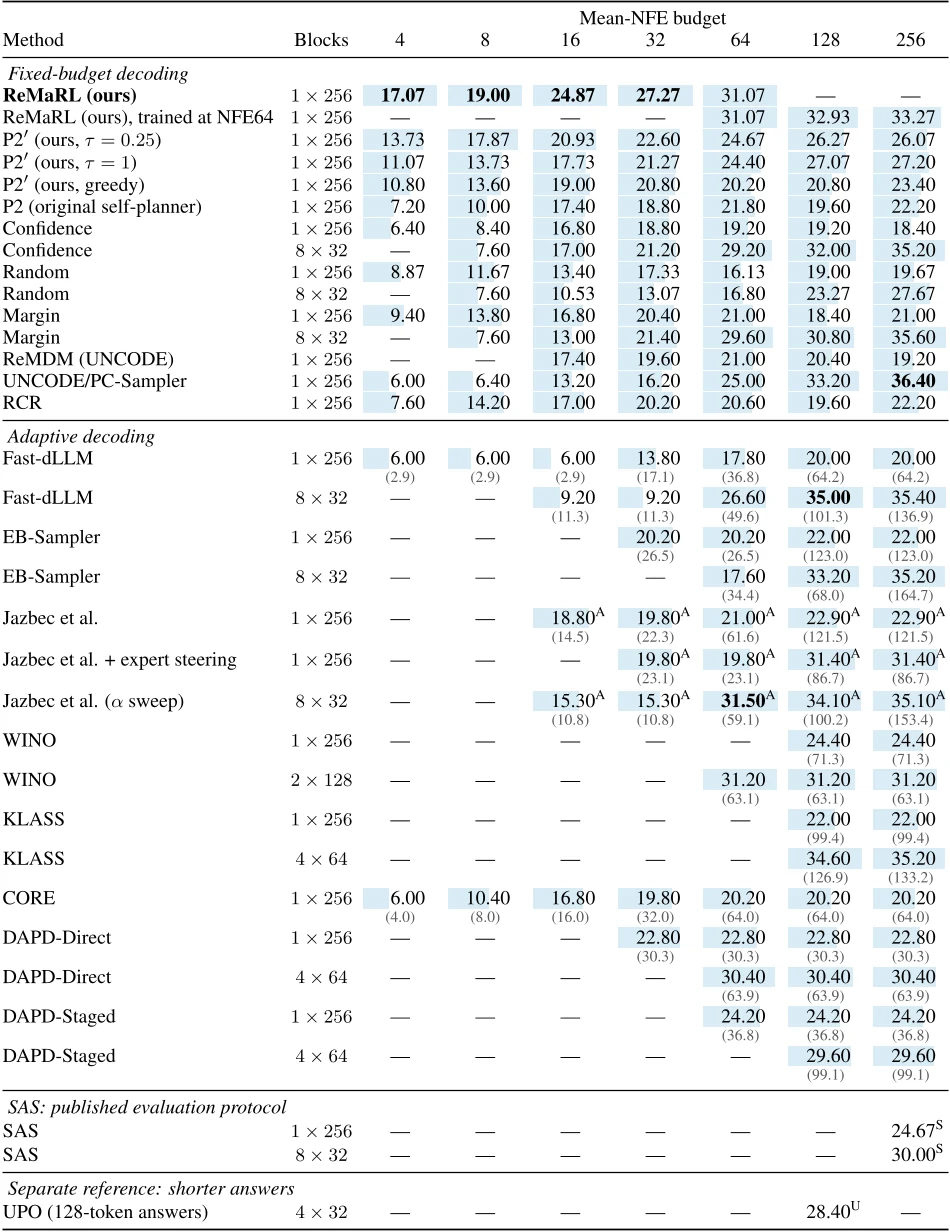 Mean-NFE budget
Method Blocks 4 8 16 32 64 128 256
Fixed-budget decoding
ReMaRL (ours) 1 × 256 17.07 19.00 24.87 27.27 31.07 — —
ReMaRL (ours), trained at NFE64 1 × 256 — — — — 31.07 32.93 33.27
P2′ (ours, τ = 0.25) 1 × 256 13.73 17.87 20.93 22.60 24.67 26.27 26.07
P2′ (ours, τ = 1) 1 × 256 11.07 13.73 17.73 21.27 24.40 27.07 27.20
P2′ (ours, greedy) 1 × 256 10.80 13.60 19.00 20.80 20.20 20.80 23.40
P2 (original self-planner) 1 × 256 7.20 10.00 17.40 18.80 21.80 19.60 22.20
Confidence 1 × 256 6.40 8.40 16.80 18.80 19.20 19.20 18.40
Confidence 8 × 32 — 7.60 17.00 21.20 29.20 32.00 35.20
Random 1 × 256 8.87 11.67 13.40 17.33 16.13 19.00 19.67
Random 8 × 32 — 7.60 10.53 13.07 16.80 23.27 27.67
Margin 1 × 256 9.40 13.80 16.80 20.40 21.00 18.40 21.00
Margin 8 × 32 — 7.60 13.00 21.40 29.60 30.80 35.60
ReMDM (UNCODE) 1 × 256 — — 17.40 19.60 21.00 20.40 19.20
UNCODE/PC-Sampler 1 × 256 6.00 6.40 13.20 16.20 25.00 33.20 36.40
RCR 1 × 256 7.60 14.20 17.00 20.20 20.60 19.60 22.20
Adaptive decoding
Fast-dLLM 1 × 256 6.00 6.00 6.00 13.80 17.80 20.00 20.00
(2.9) (2.9) (2.9) (17.1) (36.8) (64.2) (64.2)
Fast-dLLM 8 × 32 — — 9.20 9.20 26.60 35.00 35.40
(11.3) (11.3) (49.6) (101.3) (136.9)
EB-Sampler 1 × 256 — — — 20.20 20.20 22.00 22.00
(26.5) (26.5) (123.0) (123.0)
EB-Sampler 8 × 32 — — — — 17.60 33.20 35.20
(34.4) (68.0) (164.7)
Jazbec et al. 1 × 256 — — 18.80ᴬ 19.80ᴬ 21.00ᴬ 22.90ᴬ 22.90ᴬ
(14.5) (22.3) (61.6) (121.5) (121.5)
Jazbec et al. + expert steering 1 × 256 — — — 19.80ᴬ 19.80ᴬ 31.40ᴬ 31.40ᴬ
(23.1) (23.1) (86.7) (86.7)
Jazbec et al. (α sweep) 8 × 32 — — 15.30ᴬ 15.30ᴬ 31.50ᴬ 34.10ᴬ 35.10ᴬ
(10.8) (10.8) (59.1) (100.2) (153.4)
WINO 1 × 256 — — — — — 24.40 24.40
(71.3) (71.3)
WINO 2 × 128 — — — — 31.20 31.20 31.20
(63.1) (63.1) (63.1)
KLASS 1 × 256 — — — — — 22.00 22.00
(99.4) (99.4)
KLASS 4 × 64 — — — — — 34.60 35.20
(126.9) (133.2)
CORE 1 × 256 6.00 10.40 16.80 19.80 20.20 20.20 20.20
(4.0) (8.0) (16.0) (32.0) (64.0) (64.0) (64.0)
DAPD-Direct 1 × 256 — — — 22.80 22.80 22.80 22.80
(30.3) (30.3) (30.3) (30.3)
DAPD-Direct 4 × 64 — — — — 30.40 30.40 30.40
(63.9) (63.9) (63.9)
DAPD-Staged 1 × 256 — — — — 24.20 24.20 24.20
(36.8) (36.8) (36.8)
DAPD-Staged 4 × 64 — — — — — 29.60 29.60
(99.1) (99.1)
SAS: published evaluation protocol
SAS 1 × 256 — — — — — — 24.67ˢ
SAS 8 × 32 — — — — — — 30.00ˢ
Separate reference: shorter answers
UPO (128-token answers) 4 × 32 — — — — — 28.40ᵁ —